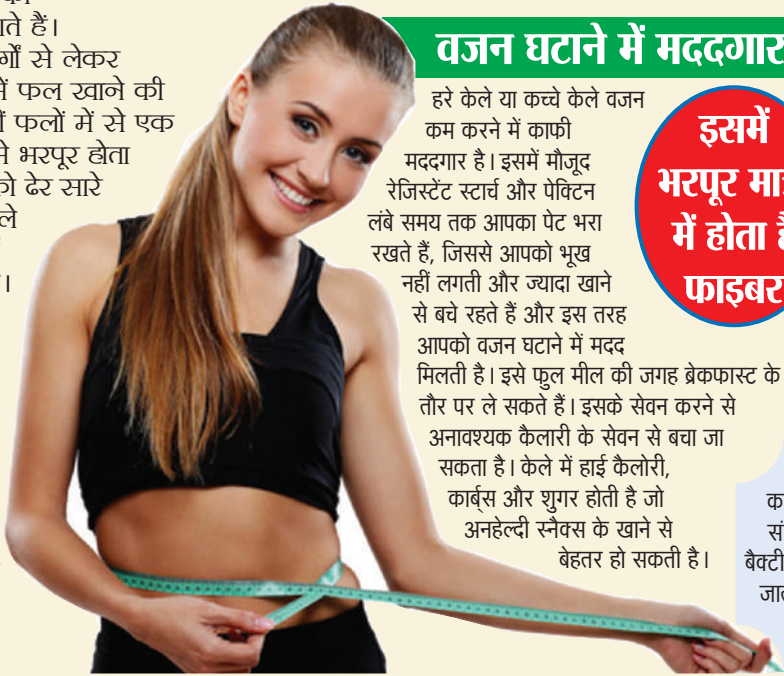 ते हैं।
र्गों से लेकर
में फल खाने की
फलों में से एक
से भरपूर होता
को ढेर सारे
वजन घटाने में मददगार
हरे केले या कच्चे केले वजन
कम करने में काफी
मददगार है। इसमें मौजूद
रेजिस्टेंट स्टार्च और पेक्टिन
लंबे समय तक आपका पेट भरा
रखते हैं, जिससे आपको भूख
नहीं लगती और ज्यादा खाने
से बचे रहते हैं और इस तरह
आपको वजन घटाने में मदद
मिलती है। इसे फुल मील की जगह ब्रेकफास्ट के
तौर पर ले सकते हैं। इसके सेवन करने से
अनावश्यक कैलारी के सेवन से बचा जा
सकता है। केले में हाई कैलोरी,
कार्ब्स और शुगर होती है जो
अनहेल्दी स्नैक्स के खाने से
बेहतर हो सकती है।
इसमें
भरपूर
में होता
फाइबर